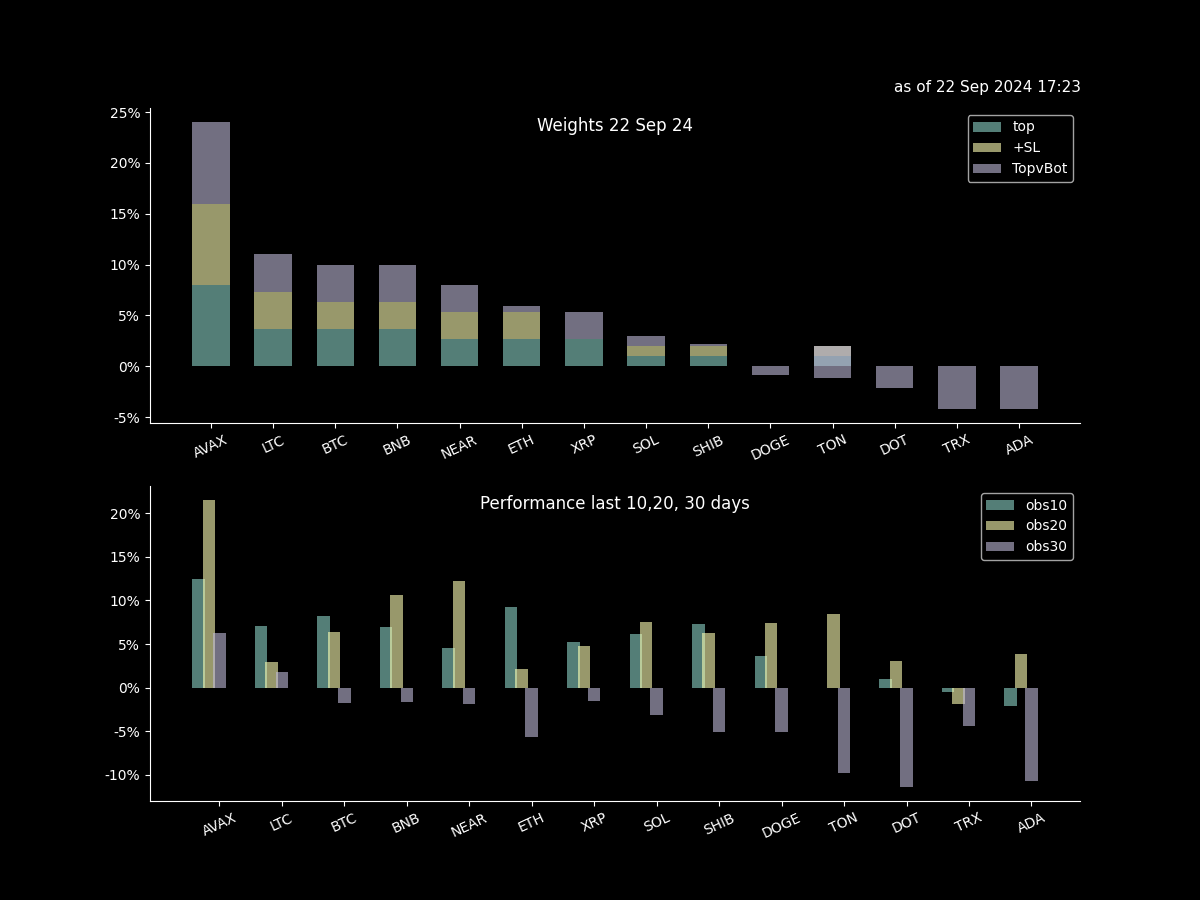 as of 22 Sep 2024 17:23
Weights 22 Sep 24
top
+SL
TopvBot
25%
20%
15%
10%
5%
0%
-5%
AVAX LTC BTC BNB NEAR ETH XRP SOL SHIB DOGE TON DOT TRX ADA
Performance last 10,20, 30 days
obs10
obs20
obs30
20%
15%
10%
5%
0%
-5%
-10%
AVAX LTC BTC BNB NEAR ETH XRP SOL SHIB DOGE TON DOT TRX ADA